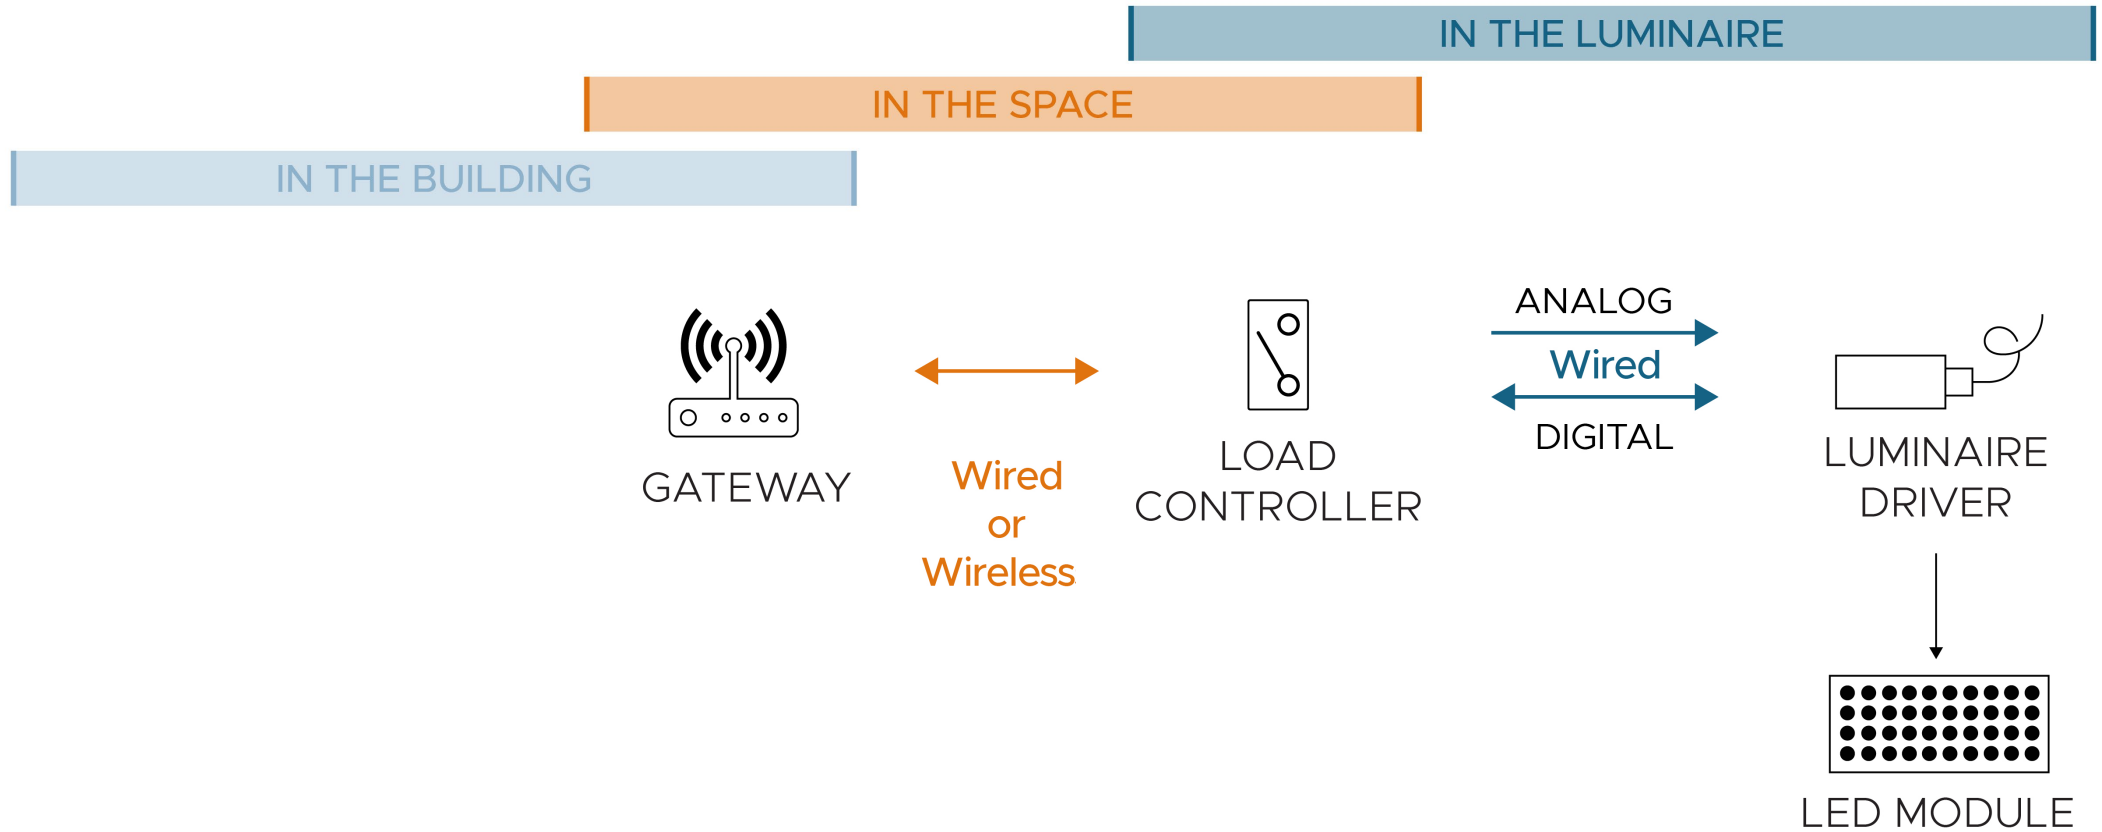 IN THE LUMINAIRE
IN THE SPACE
IN THE BUILDING
GATEWAY
Wired
or
Wireless
LOAD
CONTROLLER
ANALOG
Wired
DIGITAL
LUMINAIRE
DRIVER
LED MODULE